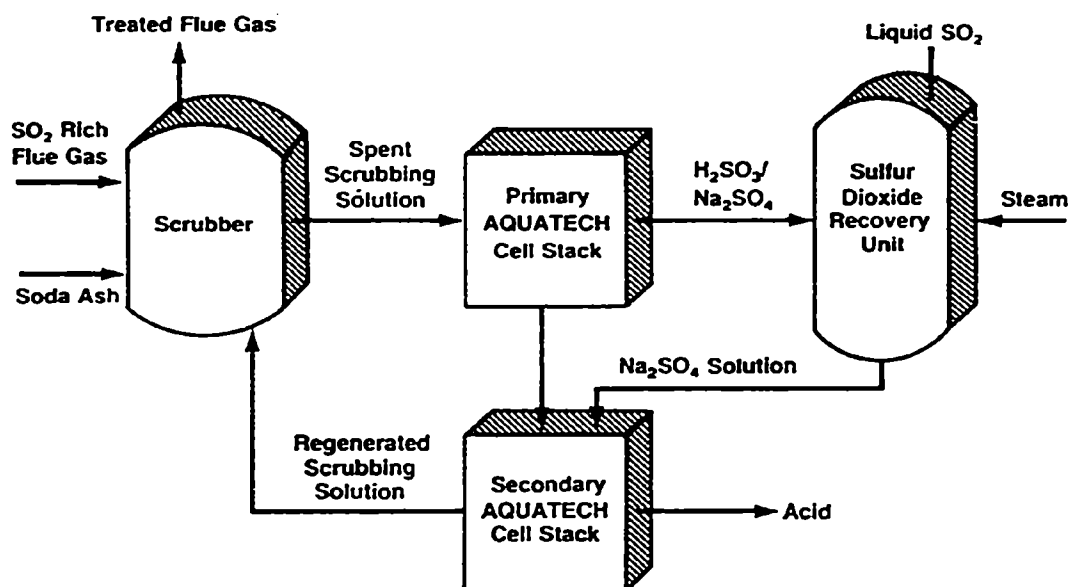 Treated Flue Gas
Liquid SO₂
SO₂ Rich
Flue Gas
Spent
Scrubbing
Solution
Scrubber
Primary
AQUATECH
Cell Stack
H₂SO₃/
Na₂SO₄
Sulfur
Dioxide
Recovery
Unit
Steam
Soda Ash
Na₂SO₄ Solution
Regenerated
Scrubbing
Solution
Secondary
AQUATECH
Cell Stack
Acid